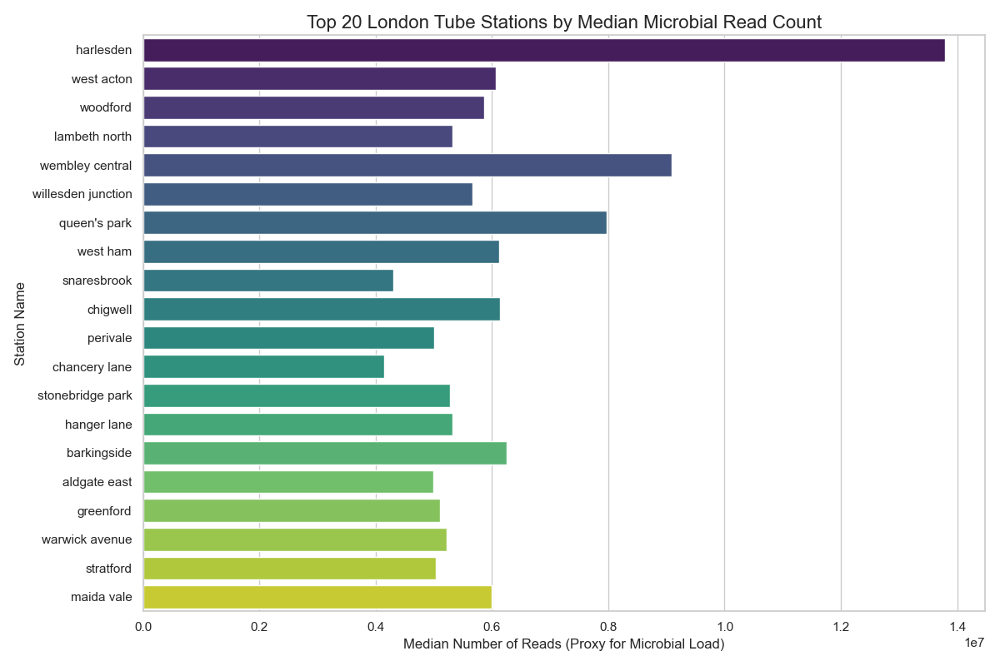 Top 20 London Tube Stations by Median Microbial Read Count
Station Name
harlesden
west acton
woodford
lambeth north
wembley central
willesden junction
queen's park
west ham
snaresbrook
chigwell
perivale
chancery lane
stonebridge park
hanger lane
barkingside
aldgate east
greenford
warwick avenue
stratford
maida vale
0.0 0.2 0.4 0.6 0.8 1.0 1.2 1.4
1e7
Median Number of Reads (Proxy for Microbial Load)